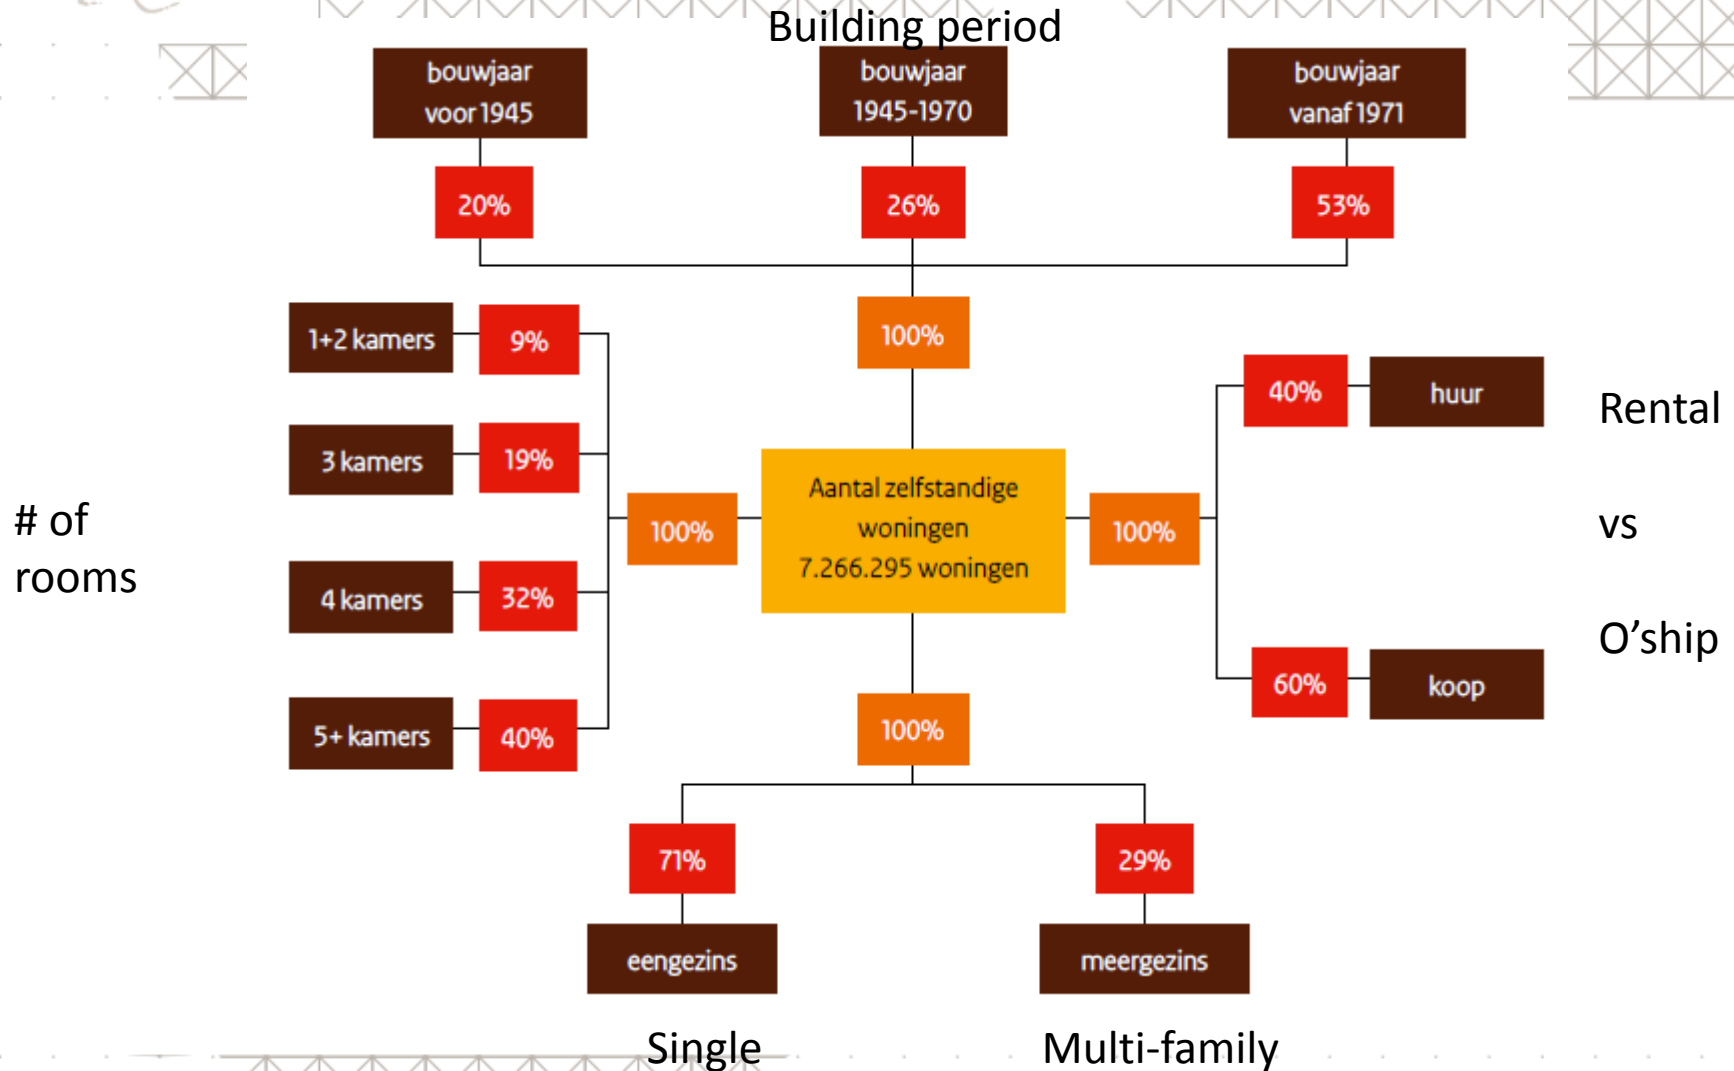 Building period
bouwjaar
voor 1945
bouwjaar
1945-1970
bouwjaar
vanaf 1971
20%
26%
53%
100%
# of
rooms
1+2 kamers
9%
3 kamers
19%
4 kamers
32%
5+ kamers
40%
100%
Aantal zelfstandige
woningen
7.266.295 woningen
100%
40%
huur
60%
koop
Rental
vs
O’ship
100%
71%
29%
eengezins
meergezins
Single
Multi-family